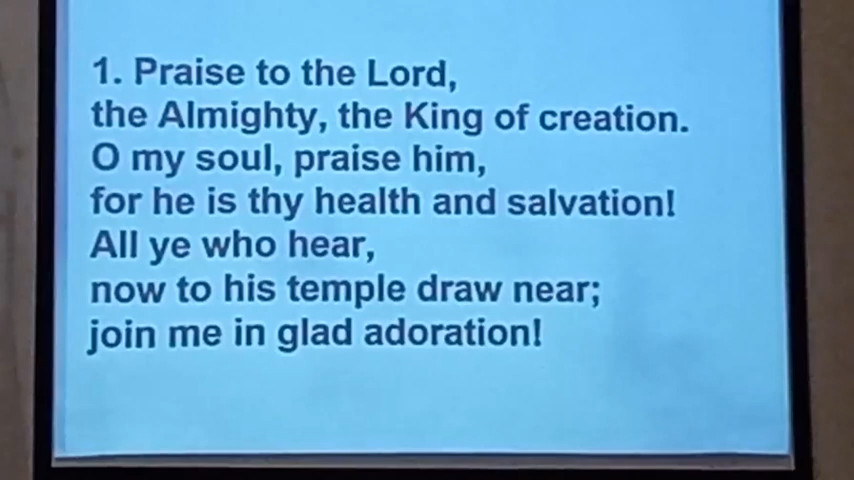 1. Praise to the Lord,
the Almighty, the King of creation.
O my soul, praise him,
for he is thy health and salvation!
All ye who hear,
now to his temple draw near;
join me in glad adoration!